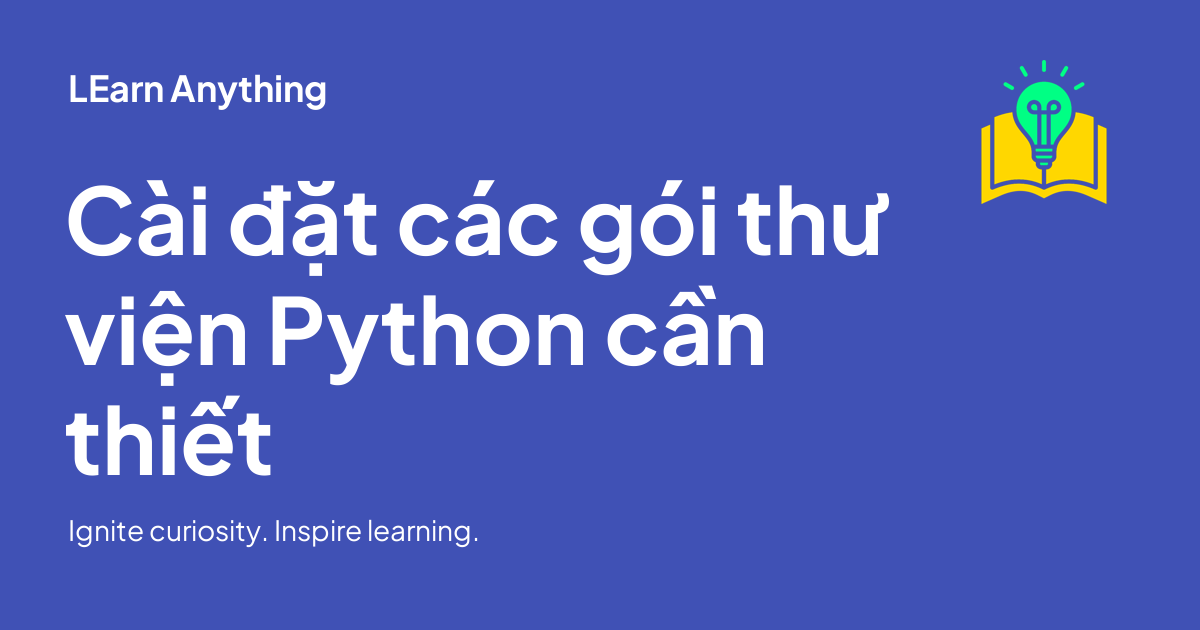 LEarn Anything
Cài đặt các gói thư
viện Python cần
thiết
Ignite curiosity. Inspire learning.